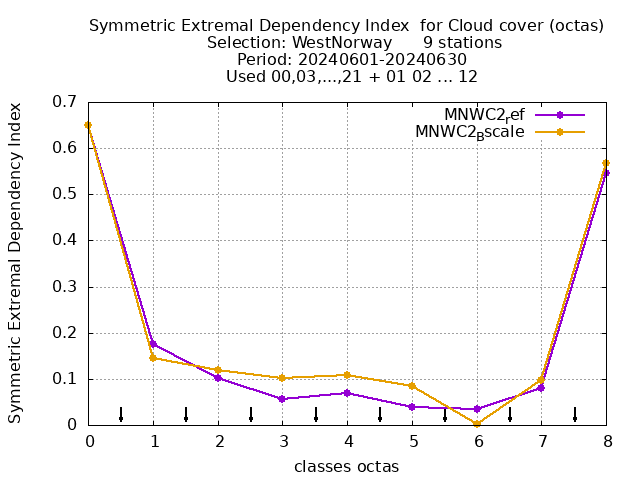 Symmetric Extremal Dependency Index  for Cloud cover (octas)
Selection: WestNorway      9 stations
Period: 20240601-20240630
Used 00,03,...,21 + 01 02 ... 12
Symmetric Extremal Dependency Index
0.7
0.6
0.5
0.4
0.3
0.2
0.1
0
MNWC2ref
MNWC2Bscale
0 1 2 3 4 5 6 7 8
classes octas